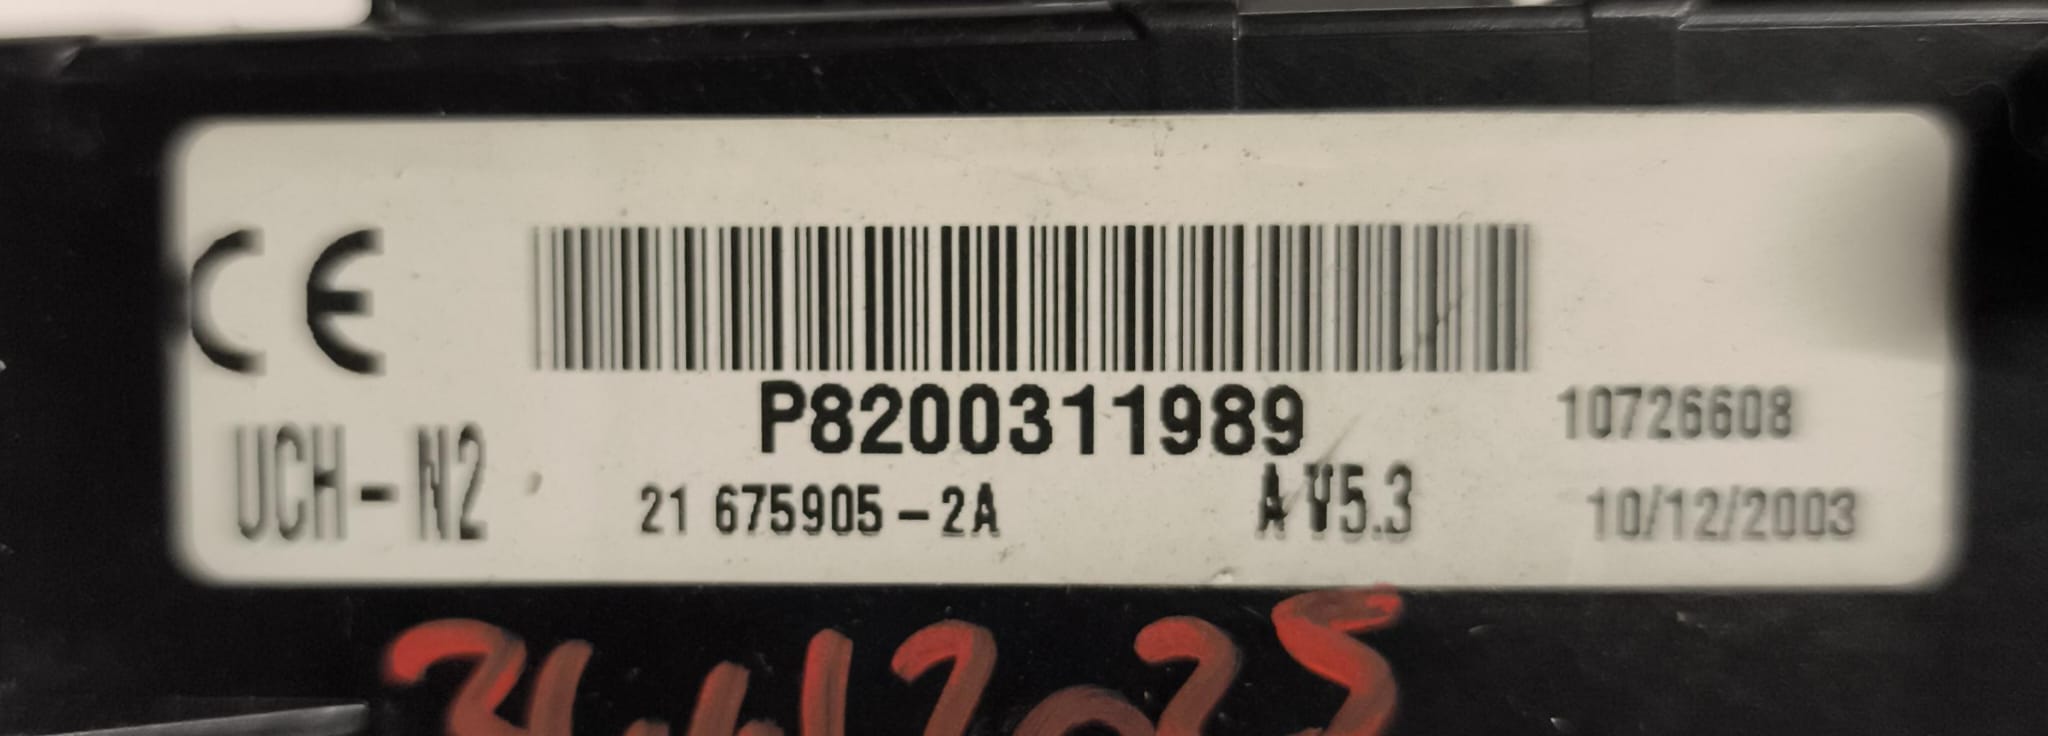 CE
P8200311989
10726608
UCH-N2
21 675905-2A
A V5.3
10/12/2003